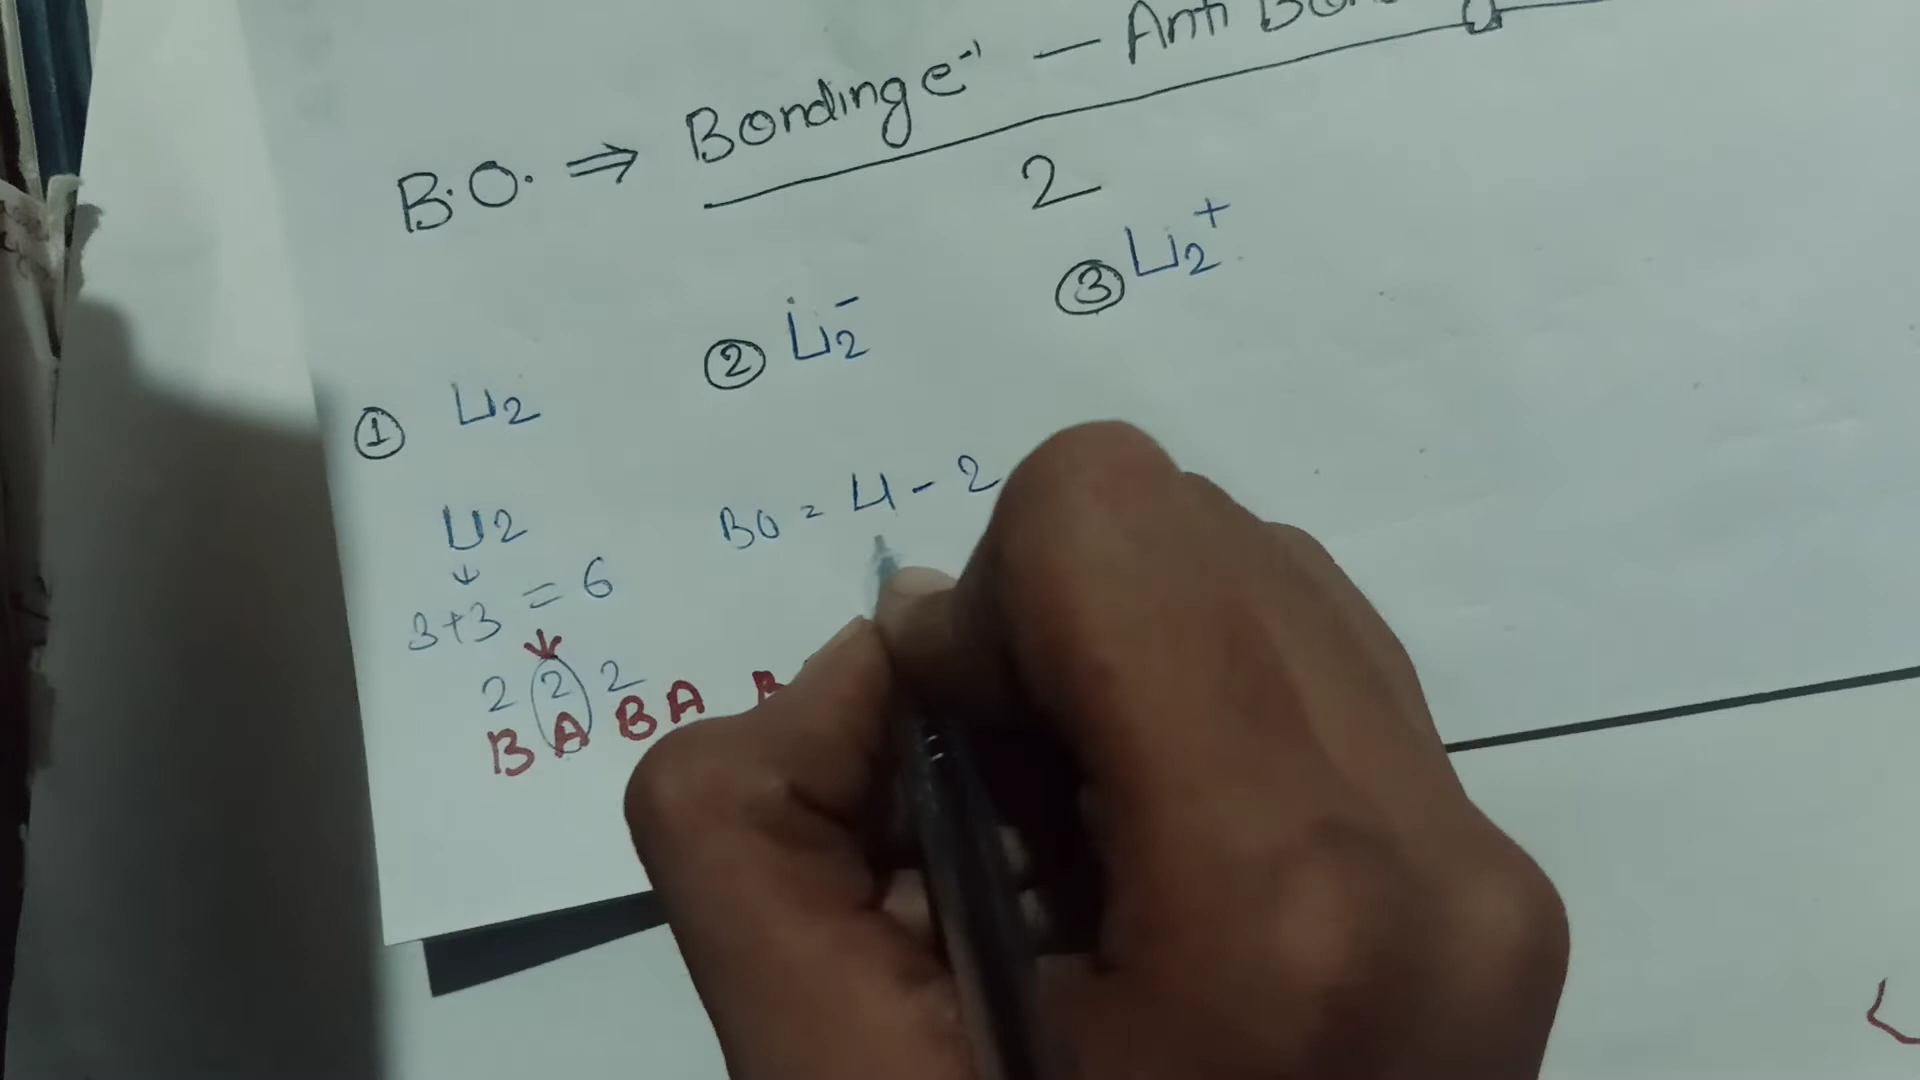 B.O. ⇒ Bonding e⁻¹ — Anti
2
① Li2 ② Li2⁻ ③ Li2⁺
Li2
↓
3+3 = 6
BO = 4 - 2
2 2 2
B A B A B